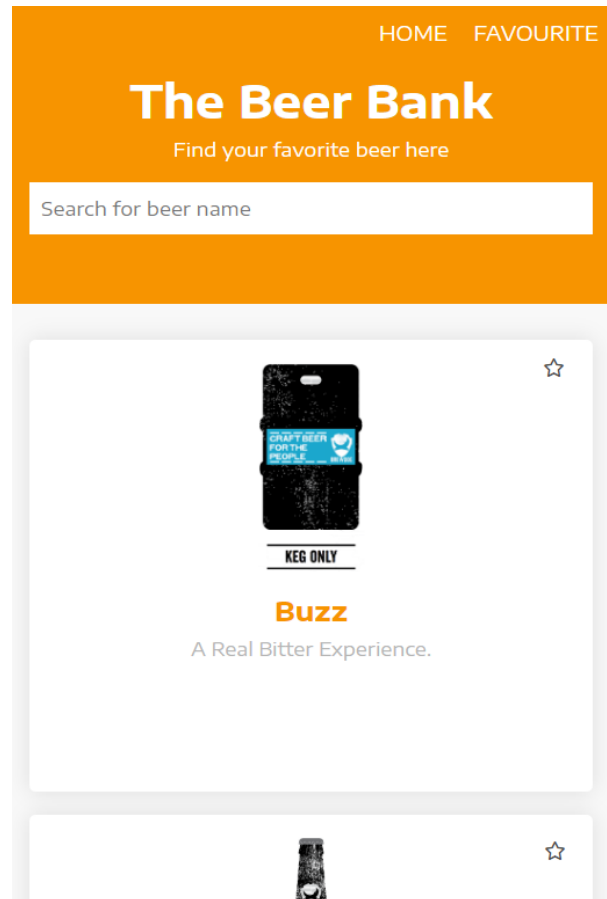 HOME FAVOURITE
The Beer Bank
Find your favorite beer here
Search for beer name
CRAFT BEER
FOR THE
PEOPLE
KEG ONLY
Buzz
A Real Bitter Experience.